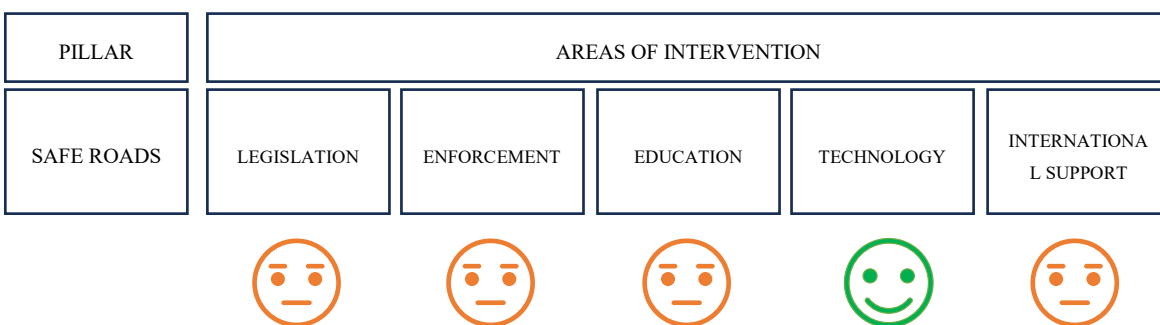 PILLAR
AREAS OF INTERVENTION
SAFE ROADS
LEGISLATION
ENFORCEMENT
EDUCATION
TECHNOLOGY
INTERNATIONA
L SUPPORT